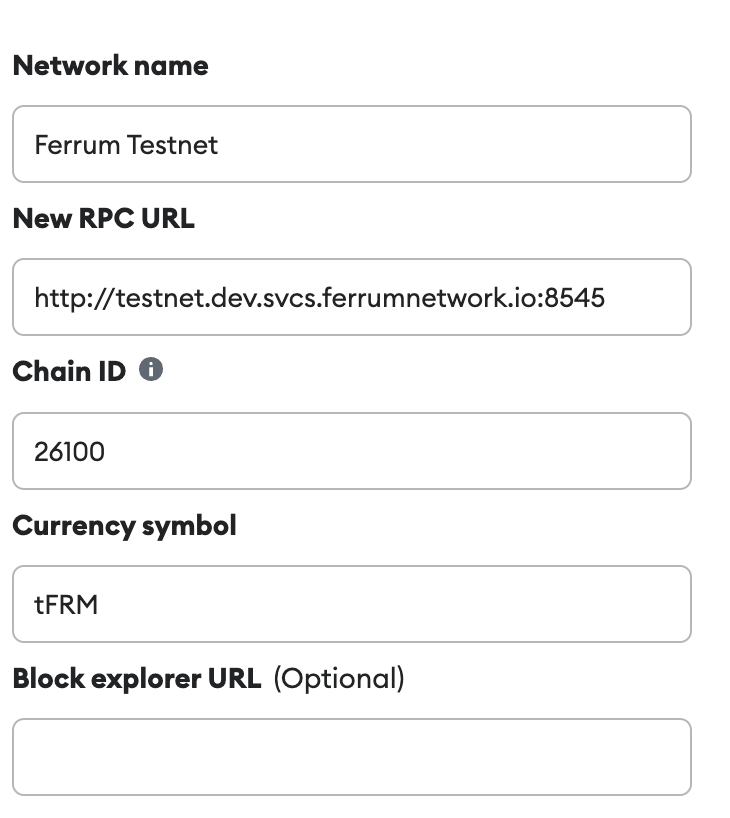 Network name
Ferrum Testnet
New RPC URL
http://testnet.dev.svcs.ferrumnetwork.io:8545
Chain ID
26100
Currency symbol
tFRM
Block explorer URL (Optional)